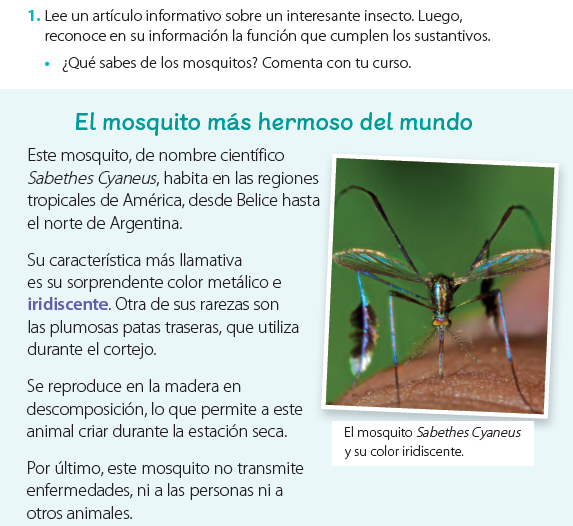 1. Lee un artículo informativo sobre un interesante insecto. Luego,
reconoce en su información la función que cumplen los sustantivos.
• ¿Qué sabes de los mosquitos? Comenta con tu curso.
El mosquito más hermoso del mundo
Este mosquito, de nombre científico
Sabethes Cyaneus, habita en las regiones
tropicales de América, desde Belice hasta
el norte de Argentina.
Su característica más llamativa
es su sorprendente color metálico e
iridiscente. Otra de sus rarezas son
las plumosas patas traseras, que utiliza
durante el cortejo.
Se reproduce en la madera en
descomposición, lo que permite a este
animal criar durante la estación seca.
Por último, este mosquito no transmite
enfermedades, ni a las personas ni a
otros animales.
El mosquito Sabethes Cyaneus
y su color iridiscente.